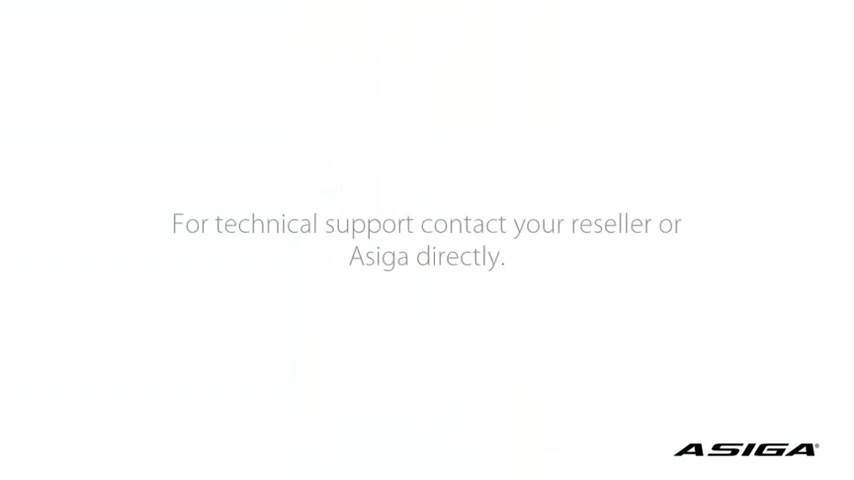 For technical support contact your reseller or
Asiga directly.
ASIGA®